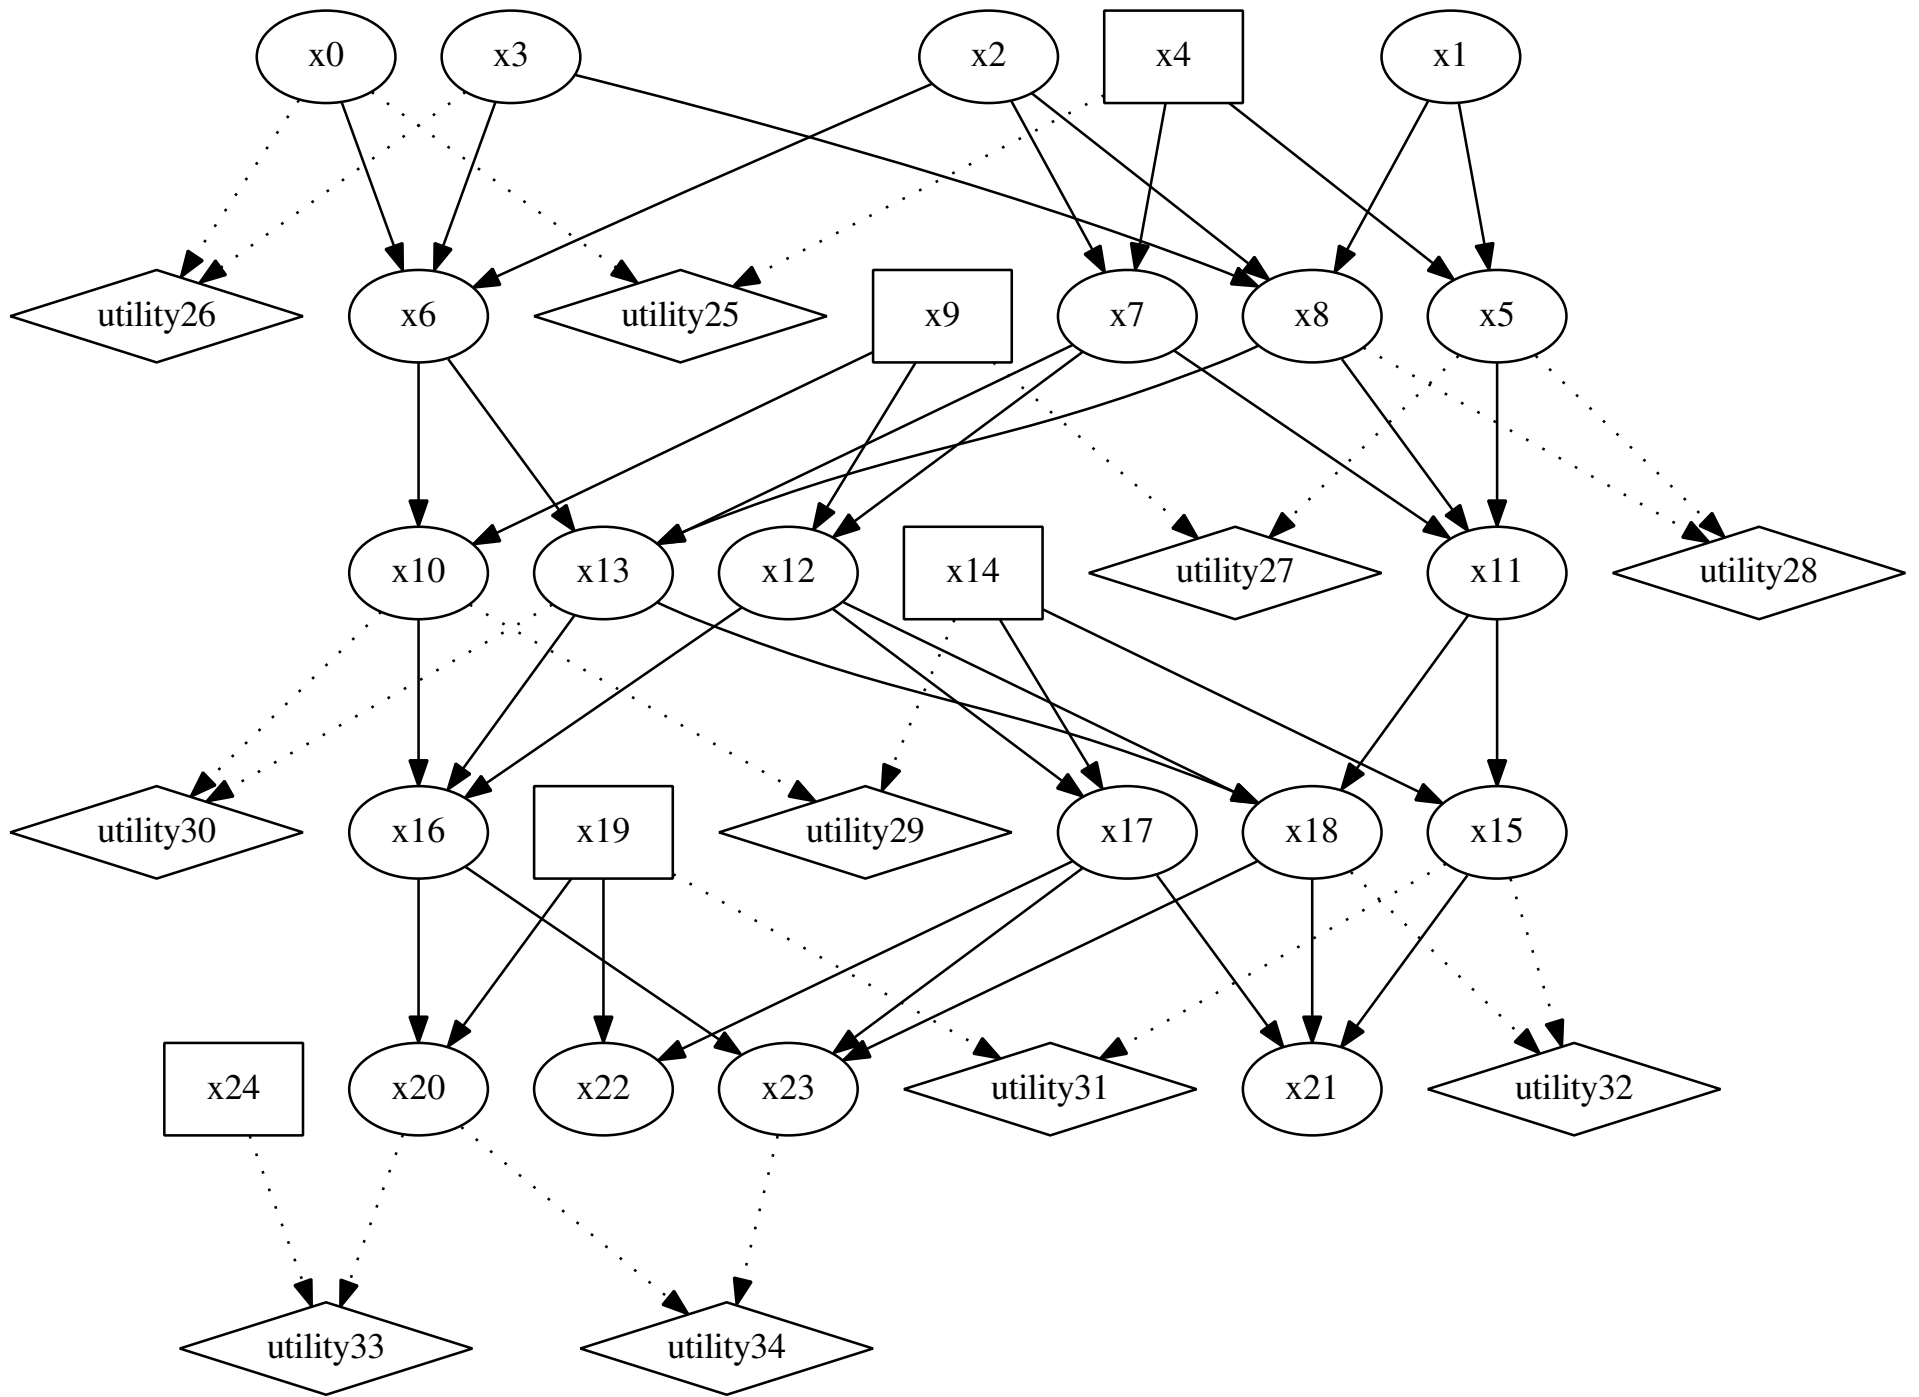 x0 x3 x2 x4 x1
utility26 x6 utility25 x9 x7 x8 x5
x10 x13 x12 x14 utility27 x11 utility28
utility30 x16 x19 utility29 x17 x18 x15
x24 x20 x22 x23 utility31 x21 utility32
utility33 utility34